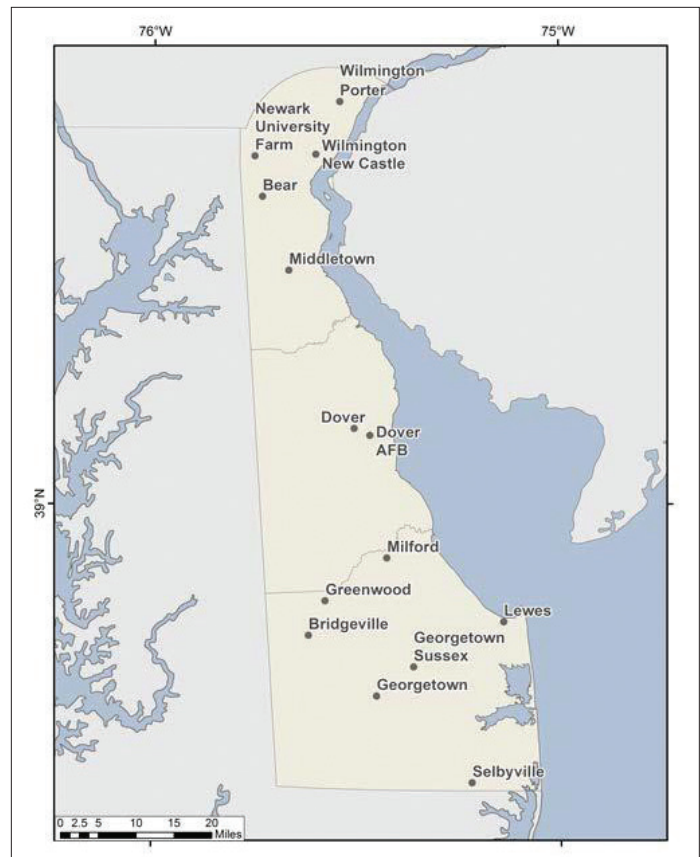 76°W
75°W
Wilmington
Porter
Newark
University
Farm
Wilmington
New Castle
Bear
Middletown
Dover
Dover
AFB
39°N
Milford
Greenwood
Lewes
Bridgeville
Georgetown
Sussex
Georgetown
Selbyville
0 2.5 5 10 15 20
Miles